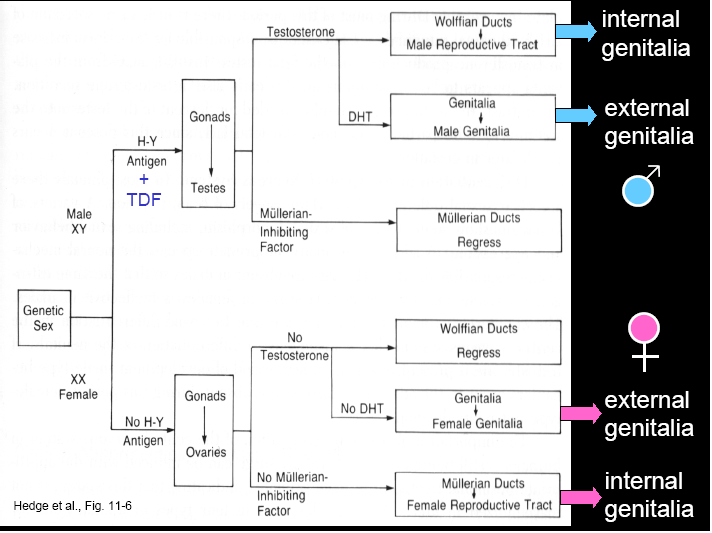 Testosterone
Wolffian Ducts
Male Reproductive Tract
internal
genitalia
DHT
Genitalia
Male Genitalia
external
genitalia
H-Y
Antigen
+
TDF
Gonads
Testes
Male
XY
Müllerian-
Inhibiting
Factor
Müllerian Ducts
Regress
Genetic
Sex
XX
Female
No H-Y
Antigen
Gonads
Ovaries
No
Testosterone
Wolffian Ducts
Regress
No DHT
Genitalia
Female Genitalia
external
genitalia
No Müllerian-
Inhibiting
Factor
Müllerian Ducts
Female Reproductive Tract
internal
genitalia
Hedge et al., Fig. 11-6